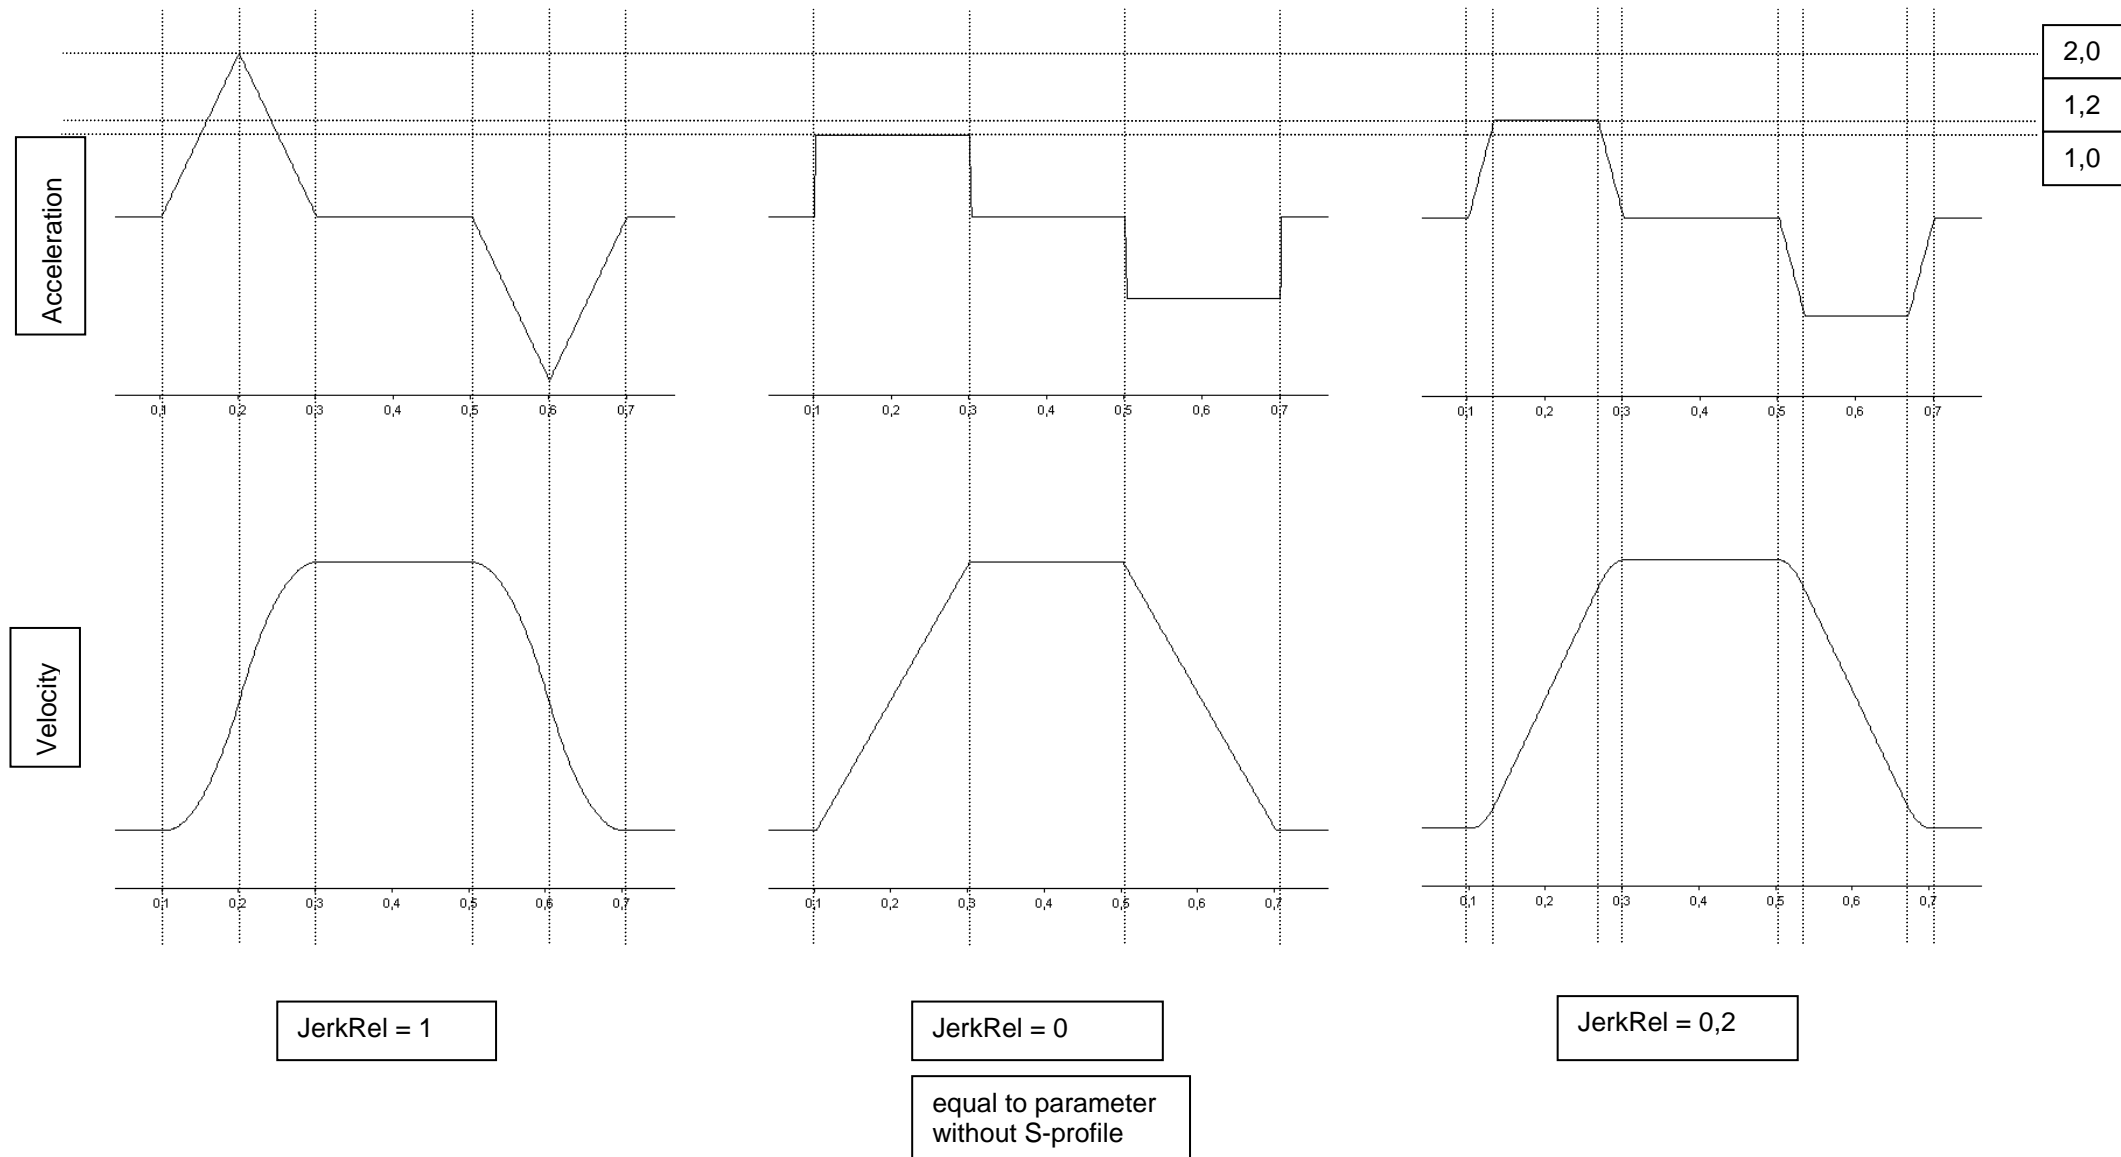 2,0
1,2
1,0
Acceleration
0,1 0,2 0,3 0,4 0,5 0,6 0,7
0,1 0,2 0,3 0,4 0,5 0,6 0,7
0,1 0,2 0,3 0,4 0,5 0,6 0,7
Velocity
0,1 0,2 0,3 0,4 0,5 0,6 0,7
0,1 0,2 0,3 0,4 0,5 0,6 0,7
0,1 0,2 0,3 0,4 0,5 0,6 0,7
JerkRel = 1
JerkRel = 0
JerkRel = 0,2
equal to parameter
without S-profile